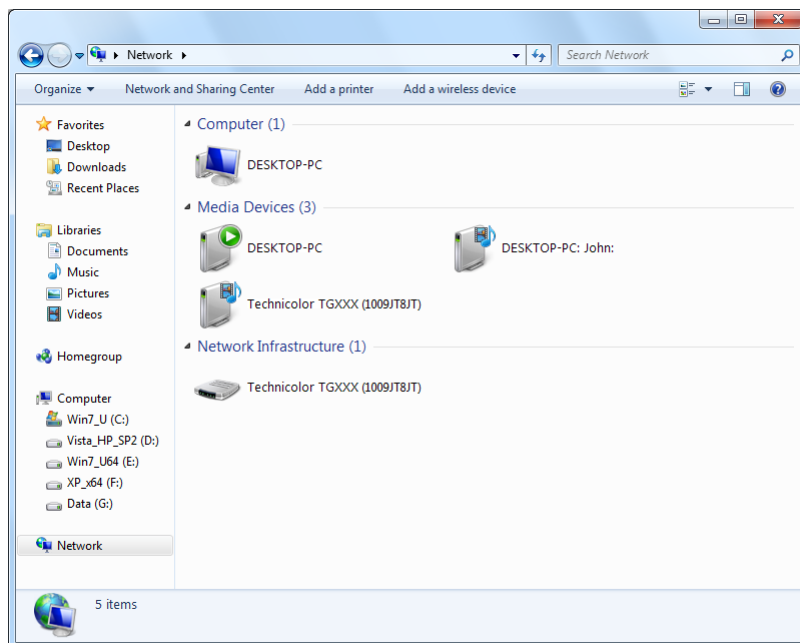 Network
Search Network
Organize
Network and Sharing Center
Add a printer
Add a wireless device
Favorites
Desktop
Downloads
Recent Places
Libraries
Documents
Music
Pictures
Videos
Homegroup
Computer
Win7_U (C:)
Vista_HP_SP2 (D:)
Win7_U64 (E:)
XP_x64 (F:)
Data (G:)
Network
Computer (1)
DESKTOP-PC
Media Devices (3)
DESKTOP-PC
DESKTOP-PC: John:
Technicolor TGXXX (1009JT8JT)
Network Infrastructure (1)
Technicolor TGXXX (1009JT8JT)
5 items